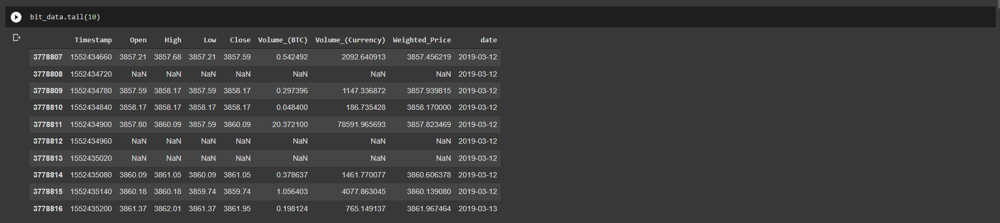 bit_data.tail(10)
Timestamp Open High Low Close Volume_(BTC) Volume_(Currency) Weighted_Price date
3778807 1552434660 3857.21 3857.68 3857.21 3857.59 0.542492 2092.640913 3857.456219 2019-03-12
3778808 1552434720 NaN NaN NaN NaN NaN NaN NaN 2019-03-12
3778809 1552434780 3857.59 3858.17 3857.59 3858.17 0.297396 1147.336872 3857.939815 2019-03-12
3778810 1552434840 3858.17 3858.17 3858.17 3858.17 0.048400 186.735428 3858.170000 2019-03-12
3778811 1552434900 3857.80 3860.09 3857.59 3860.09 20.372100 78591.965693 3857.823469 2019-03-12
3778812 1552434960 NaN NaN NaN NaN NaN NaN NaN 2019-03-12
3778813 1552435020 NaN NaN NaN NaN NaN NaN NaN 2019-03-12
3778814 1552435080 3860.09 3861.05 3860.09 3861.05 0.378637 1461.770077 3860.606378 2019-03-12
3778815 1552435140 3860.18 3860.18 3859.74 3859.74 1.056403 4077.863045 3860.139080 2019-03-12
3778816 1552435200 3861.37 3862.01 3861.37 3861.95 0.198124 765.149137 3861.967464 2019-03-13